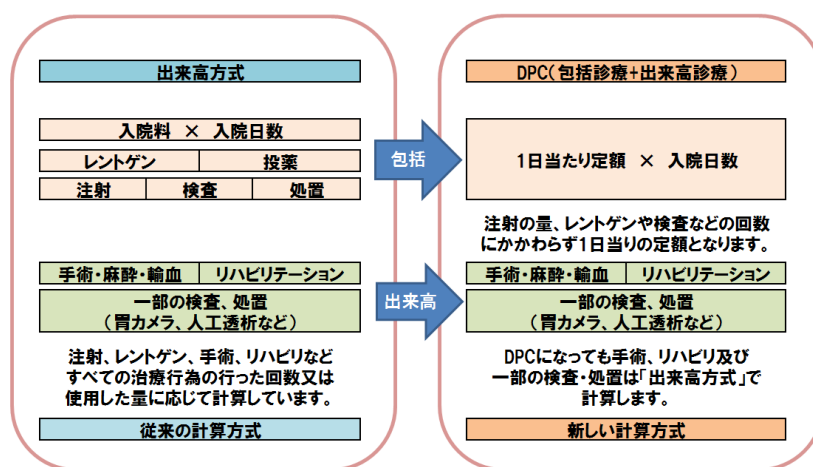 出来高方式
入院料 × 入院日数
レントゲン 投薬
注射 検査 処置
手術・麻酔・輸血 リハビリテーション
一部の検査、処置
(胃カメラ、人工透析など)
注射、レントゲン、手術、リハビリなど
すべての治療行為の行った回数又は
使用した量に応じて計算しています。
従来の計算方式
包括
出来高
DPC(包括診療+出来高診療)
1日当たり定額 × 入院日数
注射の量、レントゲンや検査などの回数
にかかわらず1日当りの定額となります。
手術・麻酔・輸血 リハビリテーション
一部の検査、処置
(胃カメラ、人工透析など)
DPCになっても手術、リハビリ及び
一部の検査・処置は「出来高方式」で
計算します。
新しい計算方式